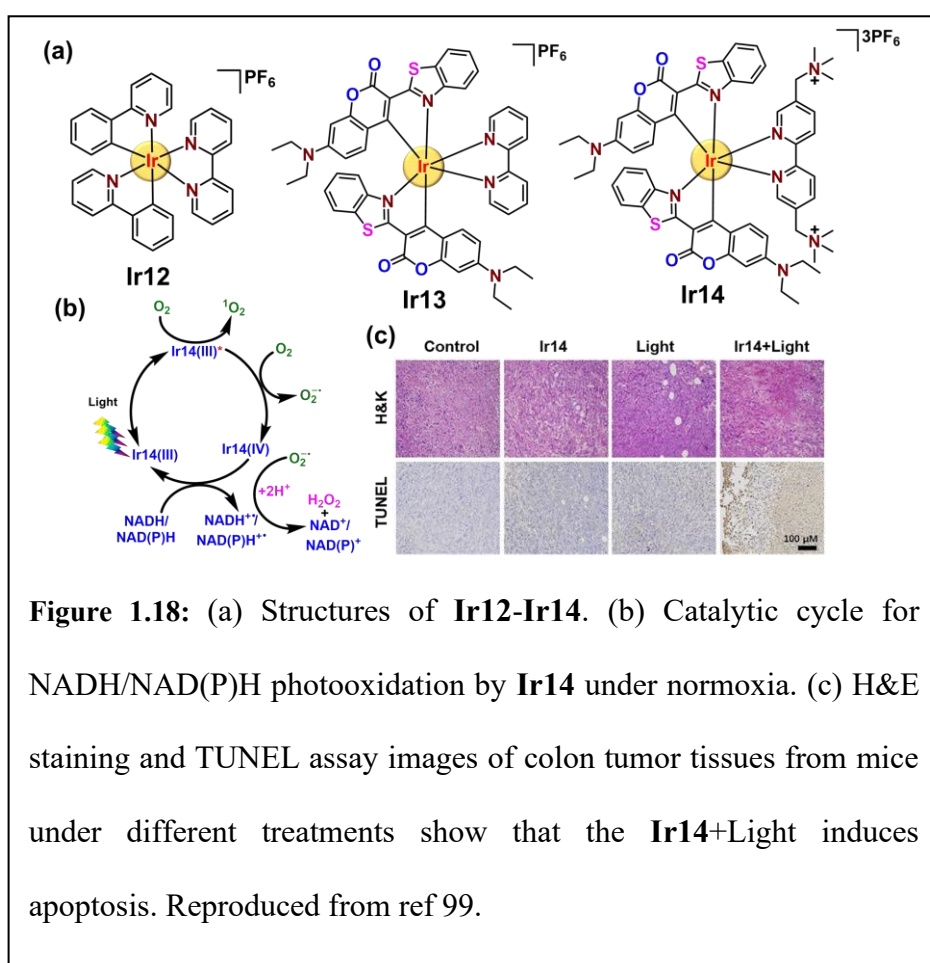 (a)
PF6
PF6
3PF6
N
N
Ir
N
N
Ir12
O
O
S
N
N
Ir
N
N
N
S
O
O
N
Ir13
O
O
S
N
N
Ir
N
N
N
S
O
O
N
N
+
N
+
Ir14
(b)
O2
1O2
Ir14(III)*
O2
O2−•
Light
Ir14(III)
Ir14(IV)
O2−•
+2H+
H2O2
+
NADH/
NAD(P)H
NADH+•/
NAD(P)H+•
NAD+/
NAD(P)+
(c)
Control
Ir14
Light
Ir14+Light
H&K
TUNEL
100 µM
Figure 1.18: (a) Structures of Ir12-Ir14. (b) Catalytic cycle for
NADH/NAD(P)H photooxidation by Ir14 under normoxia. (c) H&E
staining and TUNEL assay images of colon tumor tissues from mice
under different treatments show that the Ir14+Light induces
apoptosis. Reproduced from ref 99.